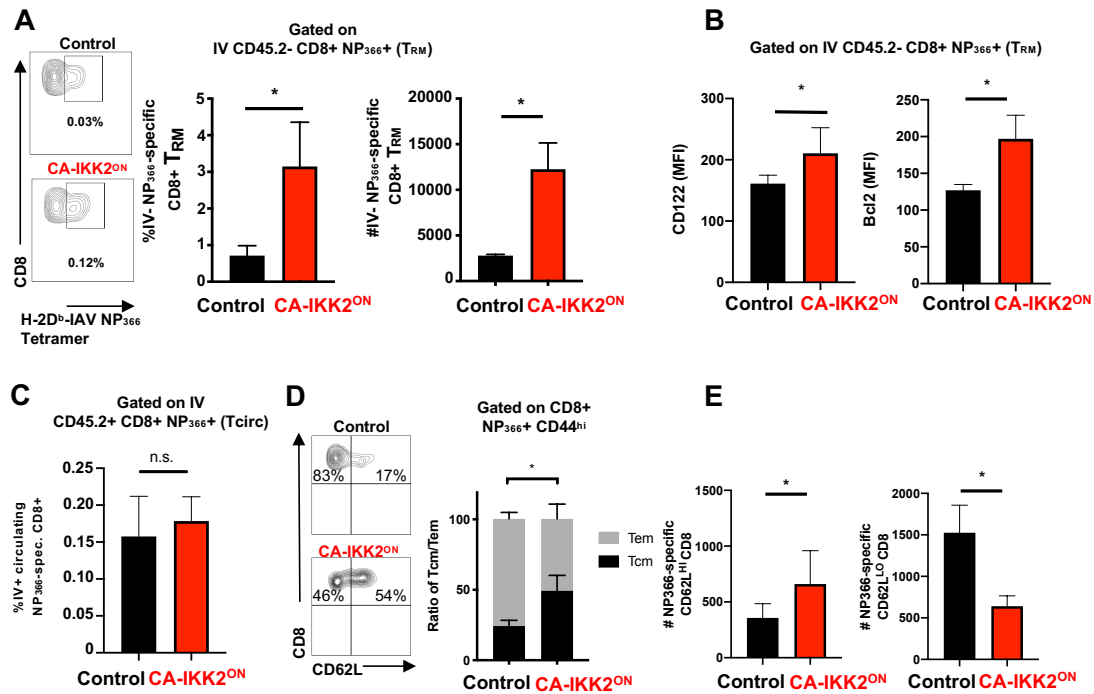 A
Gated on
IV CD45.2- CD8+ NP366+ (TRM)
Control
0.03%
CA-IKK2ON
0.12%
CD8
H-2Db-IAV NP366
Tetramer
%IV- NP366-specific
CD8+ TRM
5
4
3
2
1
0
Control CA-IKK2ON
*
#IV- NP366-specific
CD8+ TRM
20000
15000
10000
5000
0
Control CA-IKK2ON
*
B
Gated on IV CD45.2- CD8+ NP366+ (TRM)
CD122 (MFI)
300
200
100
0
Control CA-IKK2ON
*
Bcl2 (MFI)
250
200
150
100
50
0
Control CA-IKK2ON
*
C
Gated on IV
CD45.2+ CD8+ NP366+ (Tcirc)
%IV+ circulating
NP366-spec. CD8+
0.25
0.20
0.15
0.10
0.05
0
n.s.
Control CA-IKK2ON
D
Control
83% 17%
CA-IKK2ON
46% 54%
CD8
CD62L
Gated on CD8+
NP366+ CD44hi
Ratio of Tcm/Tem
100
50
0
*
Tem
Tcm
Control CA-IKK2ON
E
# NP366-specific
CD62LHI CD8
1500
1000
500
0
*
Control CA-IKK2ON
# NP366-specific
CD62LLO CD8
2000
1500
1000
500
0
*
Control CA-IKK2ON